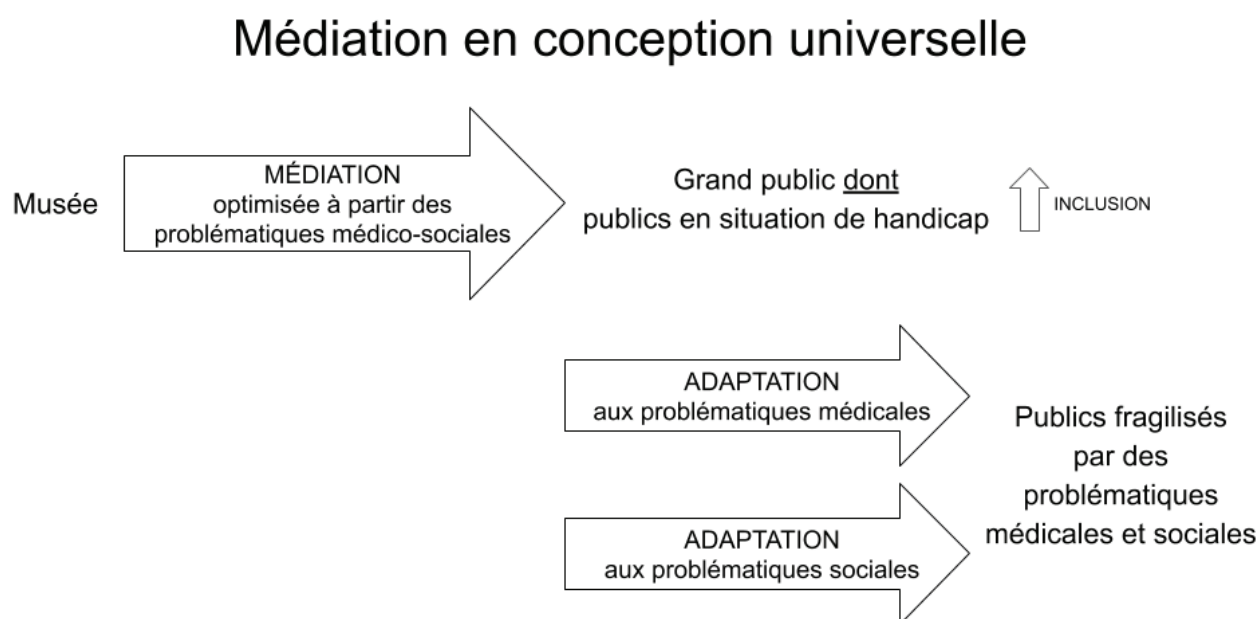 Médiation en conception universelle
Musée
MÉDIATION
optimisée à partir des
problématiques médico-sociales
Grand public dont
publics en situation de handicap
INCLUSION
ADAPTATION
aux problématiques médicales
ADAPTATION
aux problématiques sociales
Publics fragilisés
par des
problématiques
médicales et sociales